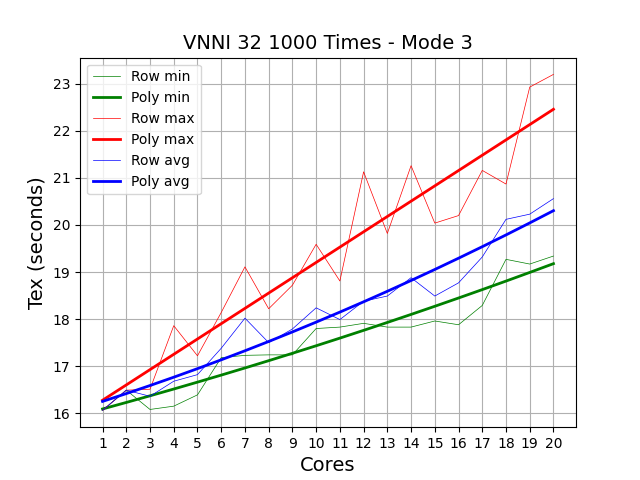 VNNI 32 1000 Times - Mode 3
Row min
Poly min
Row max
Poly max
Row avg
Poly avg
Tex (seconds)
23
22
21
20
19
18
17
16
1 2 3 4 5 6 7 8 9 10 11 12 13 14 15 16 17 18 19 20
Cores